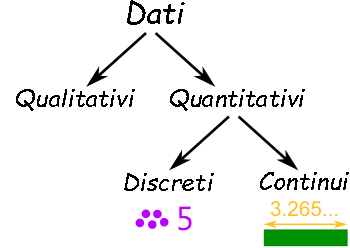 Dati
Qualitativi Quantitativi
Discreti Continui
5 3.265...